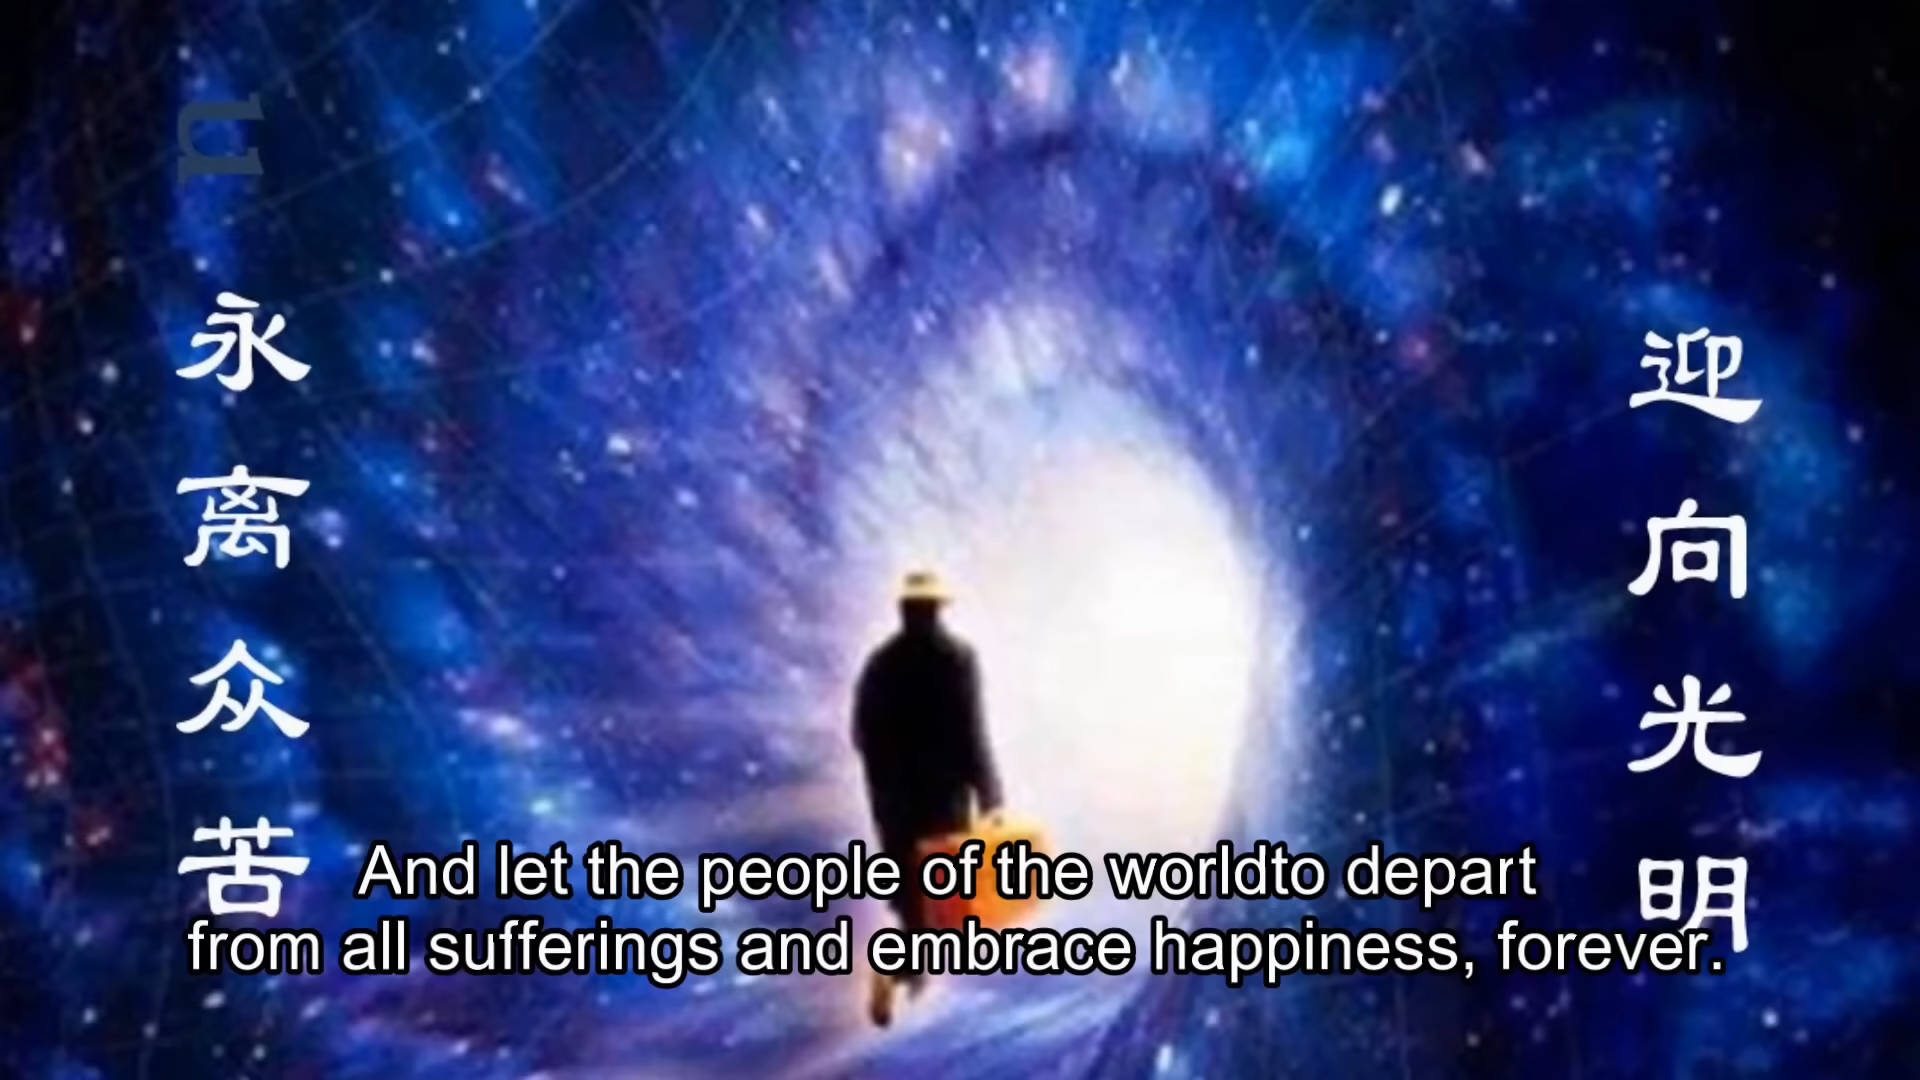 永离众苦
迎向光明
And let the people of the worldto depart
from all sufferings and embrace happiness, forever.